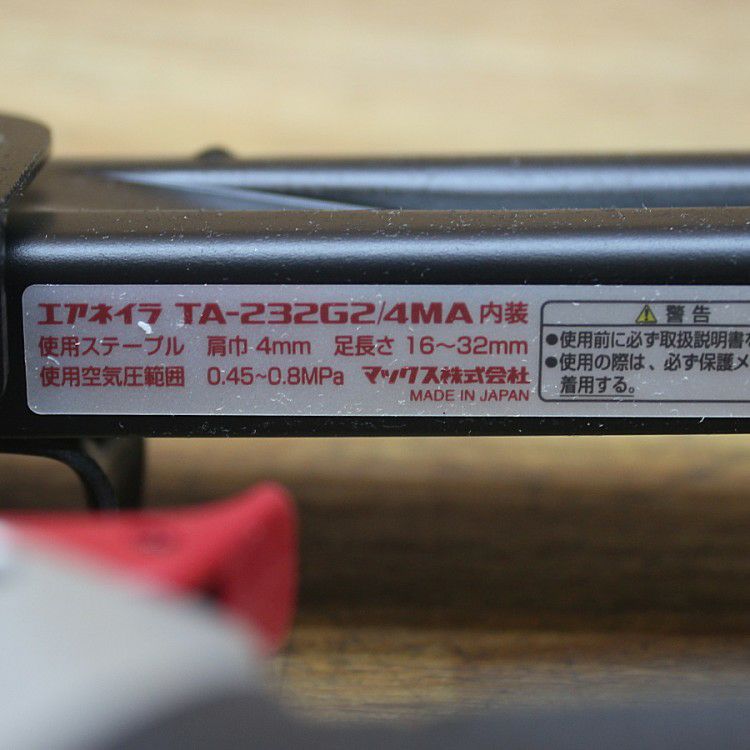 エアネイラ TA-232G2/4MA 内装
使用ステープル 肩巾 4mm 足長さ 16〜32mm
使用空気圧範囲 0.45~0.8MPa マックス株式会社
MADE IN JAPAN
警告
●使用前に必ず取扱説明書を
●使用の際は、必ず保護メ
着用する。